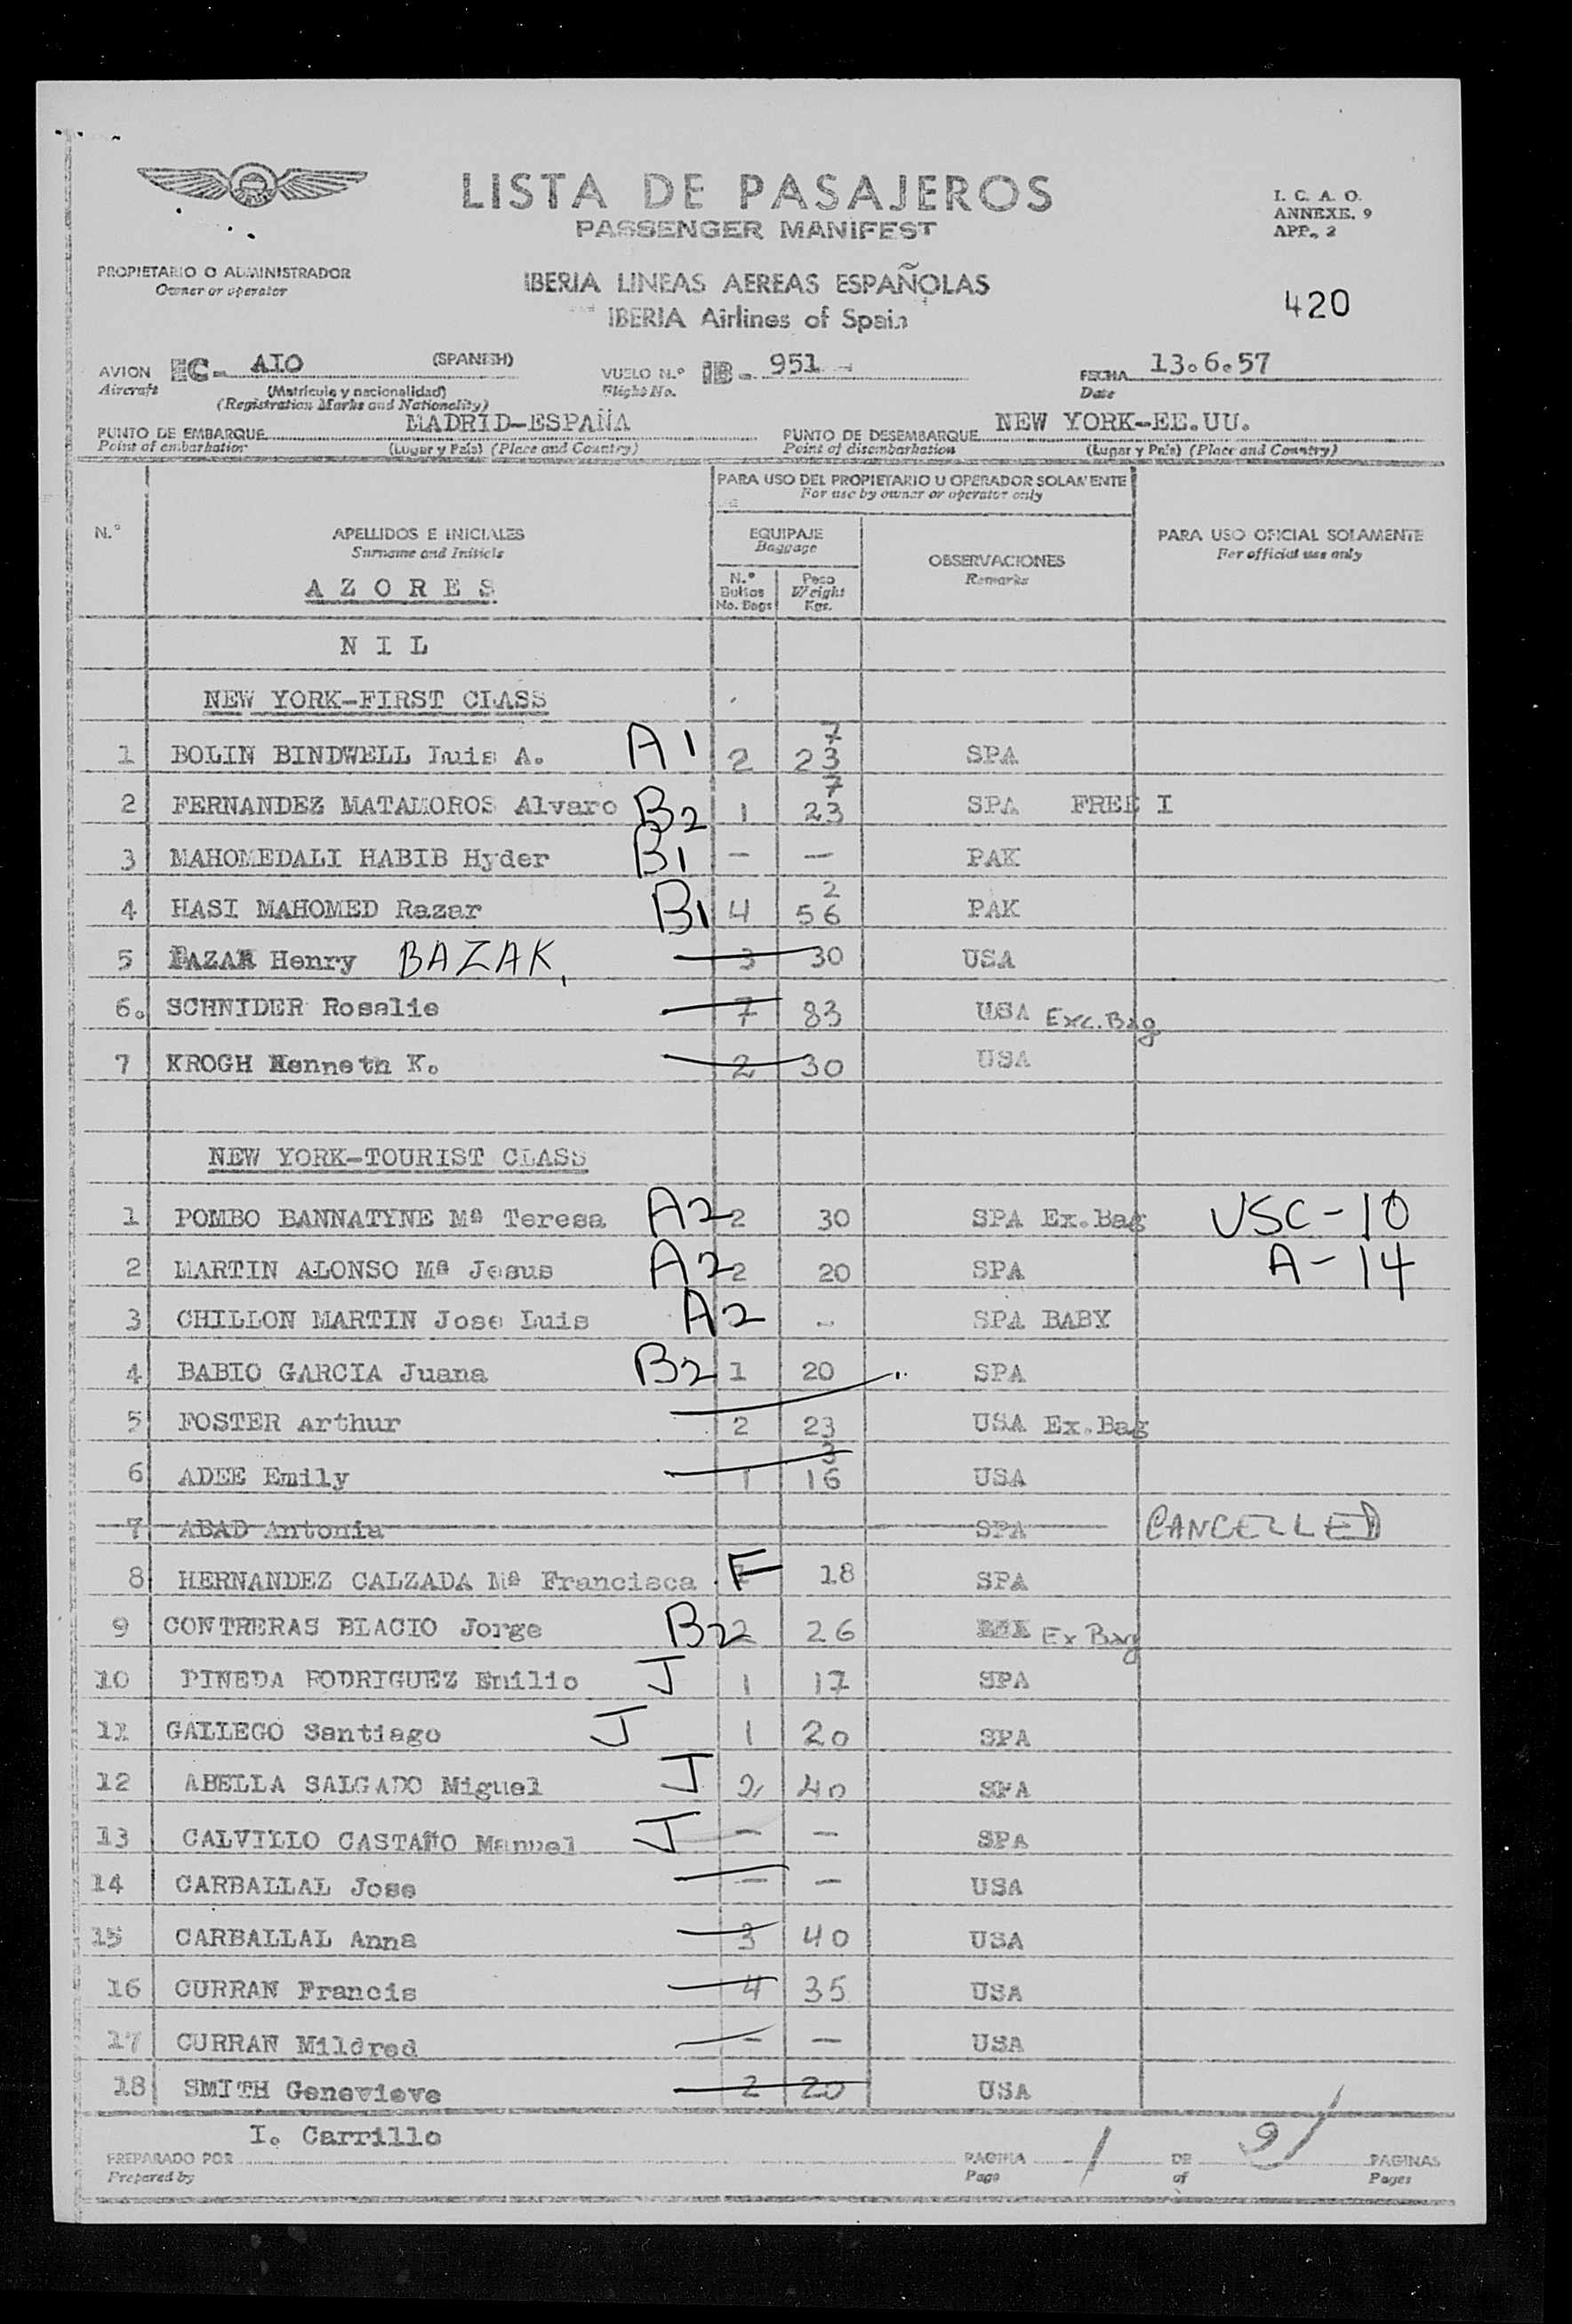 LISTA DE PASAJEROS
PASSENGER MANIFEST
I. C. A. O.
ANNEXE. 9
APP., 2
PROPIETARIO O ADMINISTRADOR
Owner or operator
IBERIA LINEAS AEREAS ESPAÑOLAS
IBERIA Airlines of Spain
420
AVION EC- AIO (SPANISH) VUELO N.º IB- 951 FECHA 13.6.57
Aircraft (Matrícula y nacionalidad) Flight No. Date
(Registration Marks and Nationality)
PUNTO DE EMBARQUE MADRID-ESPAÑA PUNTO DE DESEMBARQUE NEW YORK-EE.UU.
Point of embarkation (Lugar y País) (Place and Country) Point of disembarkation (Lugar y País) (Place and Country)
PARA USO DEL PROPIETARIO U OPERADOR SOLAMENTE
For use by owner or operator only
N.º APELLIDOS E INICIALES EQUIPAJE OBSERVACIONES PARA USO OFICIAL SOLAMENTE
Surname and Initials Baggage Remarks For official use only
AZORES N.º Bultos No. Bags Peso Weight Kgs.
NIL
NEW YORK-FIRST CLASS
1 BOLIN BINDWELL Luis A. A1 2 23 7 SPA
2 FERNANDEZ MATAMOROS Alvaro B2 1 23 7 SPA FREE I
3 MAHOMEDALI HABIB Hyder B1 — — PAK
4 HASI MAHOMED Razar B1 4 56 2 PAK
5 Henry BAZAK 3 30 USA
6. SCHNIDER Rosalie 7 83 USA Exc. Bag
7 KROGH Kenneth K. 2 30 USA
NEW YORK-TOURIST CLASS
1 POMBO BANNATYNE Mª Teresa A2 2 30 SPA Ex.Bag USC-10
2 MARTIN ALONSO Mª Jesus A2 2 20 SPA A-14
3 CHILLON MARTIN Jose Luis A2 - SPA BABY
4 BABIO GARCIA Juana B2 1 20 SPA
5 FOSTER Arthur 2 23 USA Ex.Bag
6 ADEE Emily 1 16 3 USA
7 ABAD Antonia SPA CANCELLED
8 HERNANDEZ CALZADA Mª Francisca F 18 SPA
9 CONTRERAS BLACIO Jorge B2 2 26 Ex Bag
10 PINEDA RODRIGUEZ Emilio J 1 17 SPA
11 GALLEGO Santiago J 1 20 SPA
12 ABELLA SALGADO Miguel J 2 40 SPA
13 CALVILLO CASTAÑO Manuel J — — SPA
14 CARBALLAL Jose — — USA
15 CARBALLAL Anna 3 40 USA
16 CURRAN Francis 4 35 USA
17 CURRAN Mildred — — USA
18 SMITH Genevieve 2 20 USA
I. Carrillo
PREPARADO POR PAGINA 1 DE PAGINAS
Prepared by Page of Pages